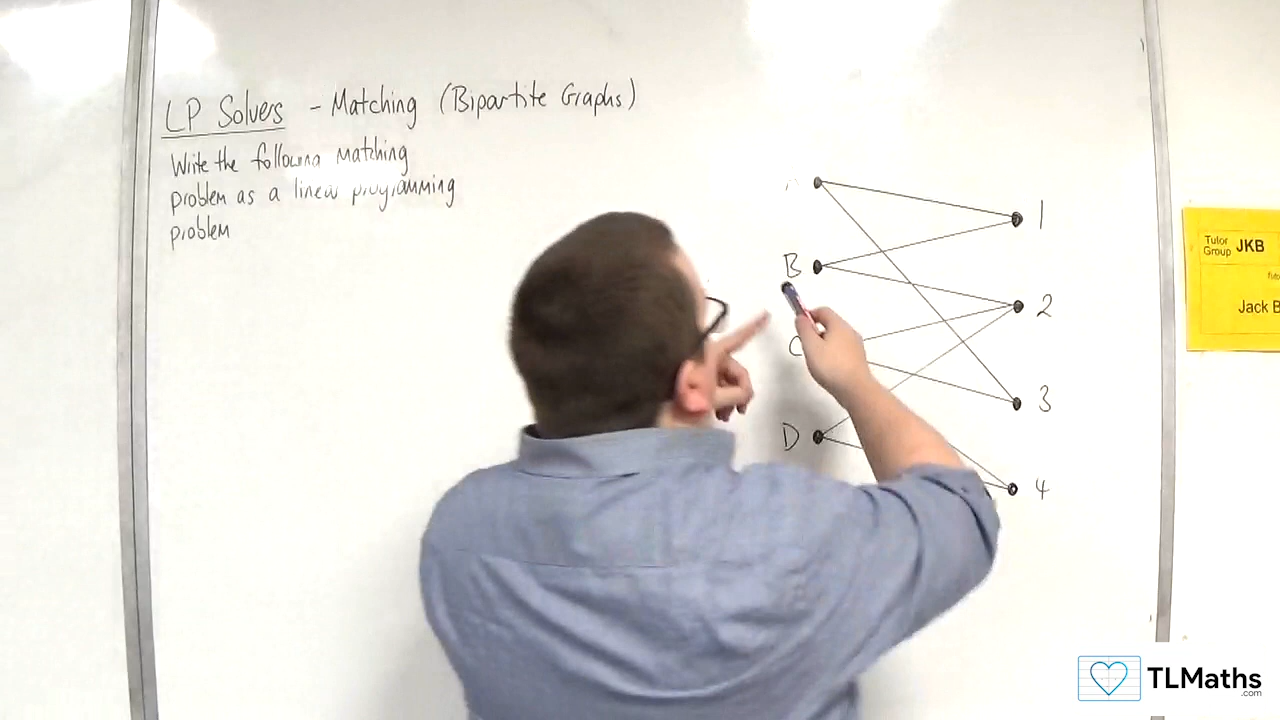 LP Solvers - Matching (Bipartite Graphs)
Write the following matching
problem as a linear programming
problem
A
1
B
2
C
3
D
4
Tutor
Group JKB
Jack B
TLMaths
.com